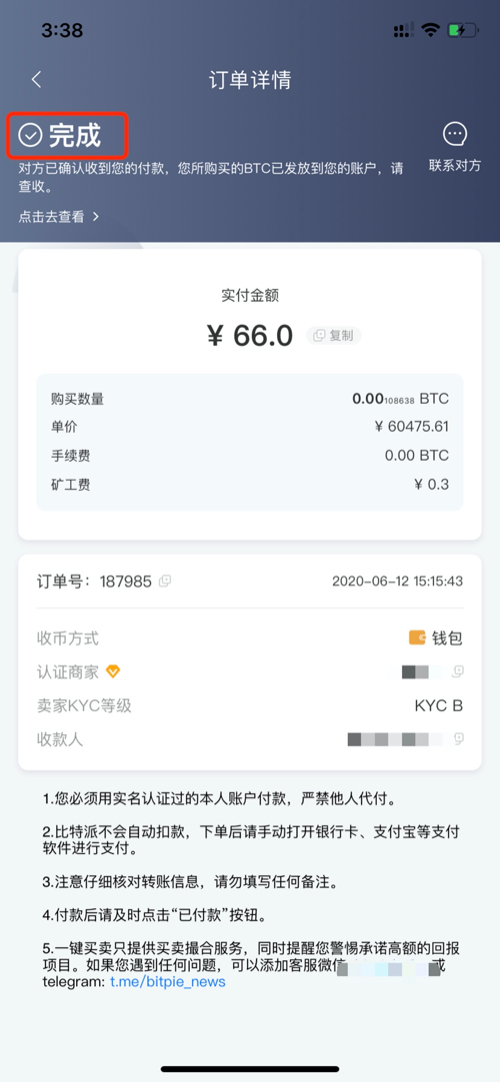 3:38
订单详情
完成
对方已确认收到您的付款，您所购买的BTC已发放到您的账户，请
查收。
联系对方
点击去查看
实付金额
¥ 66.0 复制
购买数量 0.00108638 BTC
单价 ¥ 60475.61
手续费 0.00 BTC
矿工费 ¥ 0.3
订单号：187985 2020-06-12 15:15:43
收币方式 钱包
认证商家
卖家KYC等级 KYC B
收款人
1.您必须用实名认证过的本人账户付款，严禁他人代付。
2.比特派不会自动扣款，下单后请手动打开银行卡、支付宝等支付
软件进行支付。
3.注意仔细核对转账信息，请勿填写任何备注。
4.付款后请及时点击“已付款”按钮。
5.一键买卖只提供买卖撮合服务，同时提醒您警惕承诺高额的回报
项目。如果您遇到任何问题，可以添加客服微信 或
telegram: t.me/bitpie_news